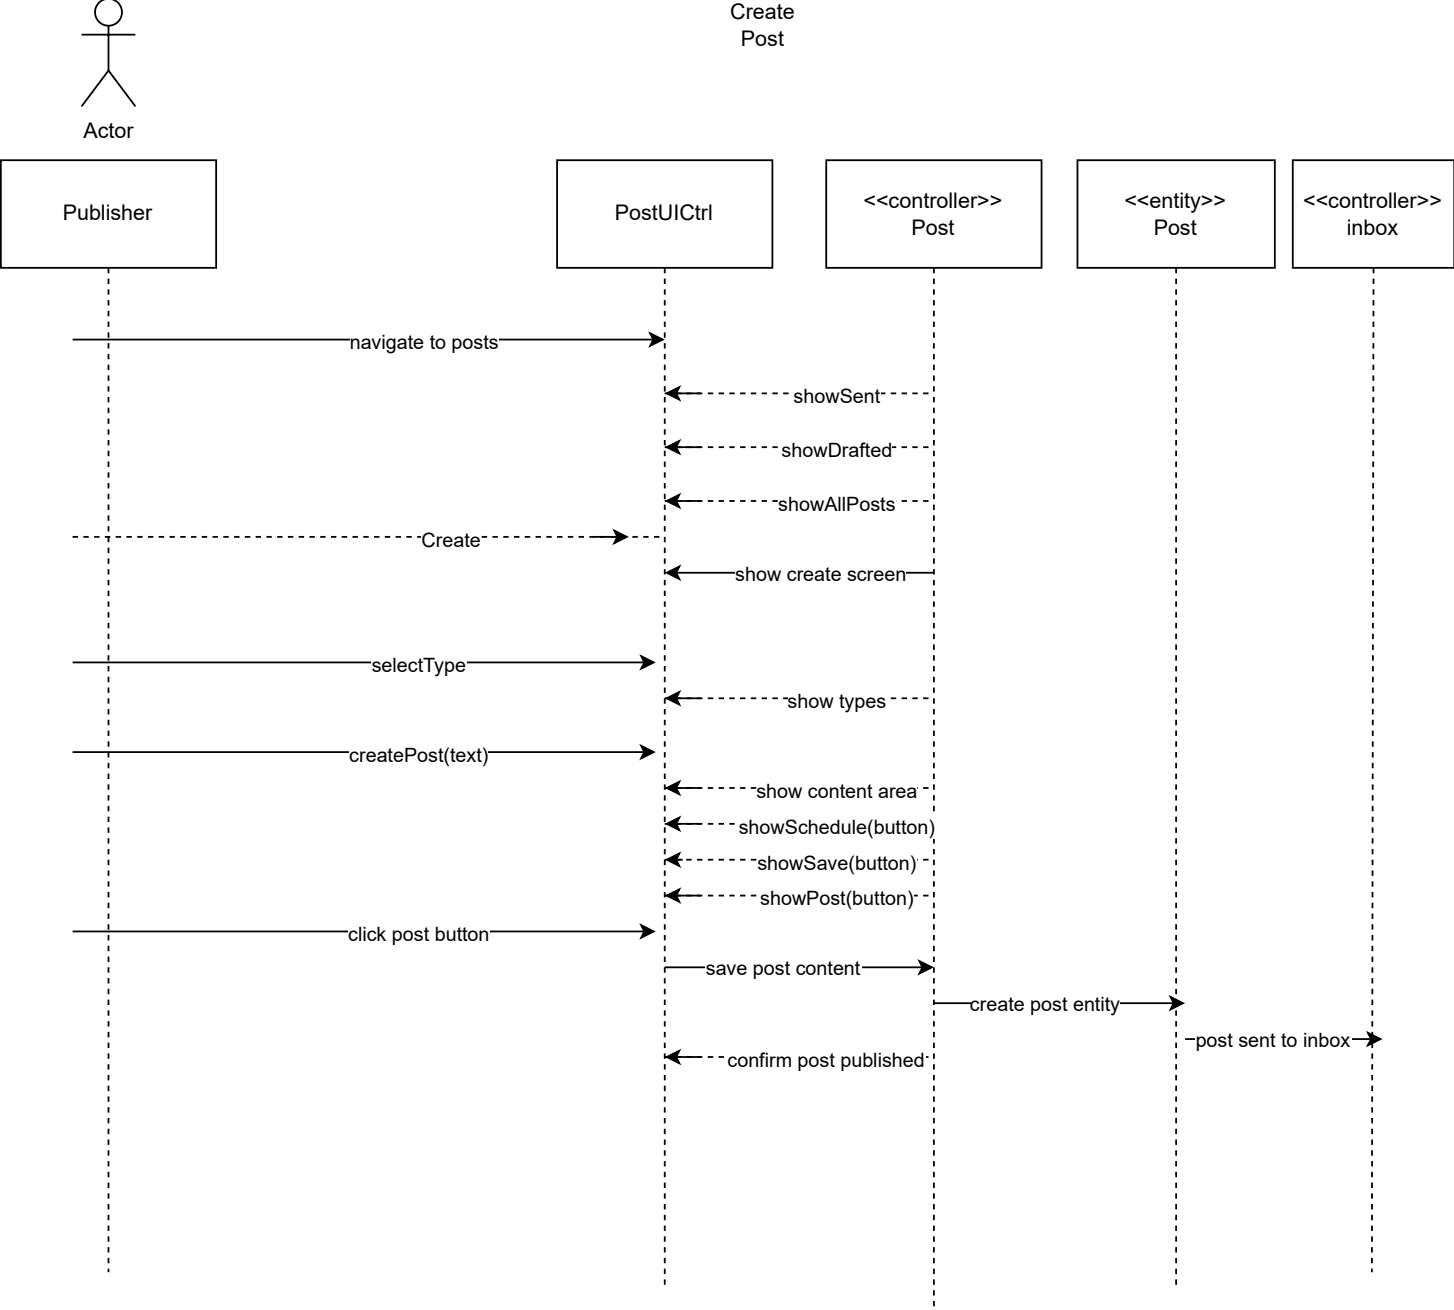 Create
Post
Actor
Publisher
PostUICtrl
<<controller>>
Post
<<entity>>
Post
<<controller>>
inbox
navigate to posts
showSent
showDrafted
showAllPosts
Create
show create screen
selectType
show types
createPost(text)
show content area
showSchedule(button)
showSave(button)
showPost(button)
click post button
save post content
create post entity
post sent to inbox
confirm post published